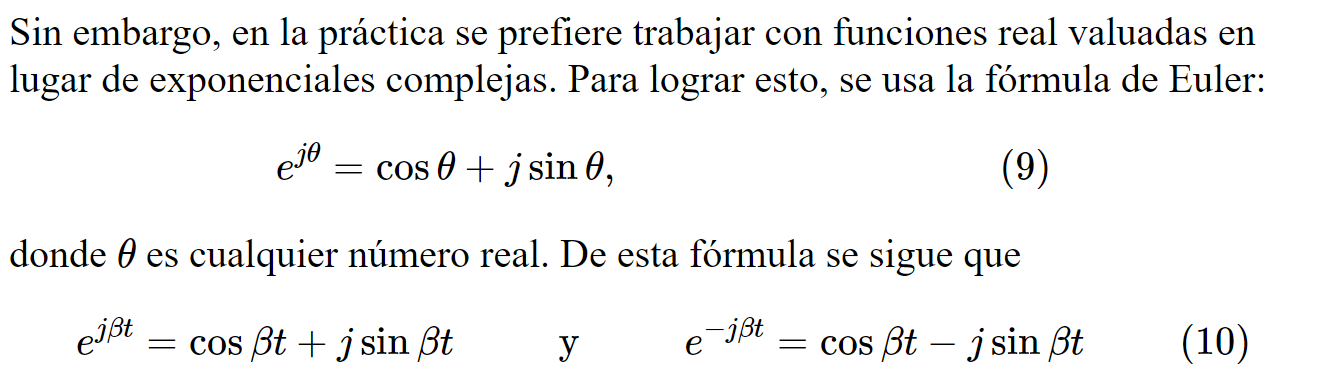 Sin embargo, en la práctica se prefiere trabajar con funciones real valuadas en
lugar de exponenciales complejas. Para lograr esto, se usa la fórmula de Euler:
e^{jθ} = cos θ + j sin θ, (9)
donde θ es cualquier número real. De esta fórmula se sigue que
e^{jβt} = cos βt + j sin βt y e^{−jβt} = cos βt − j sin βt (10)